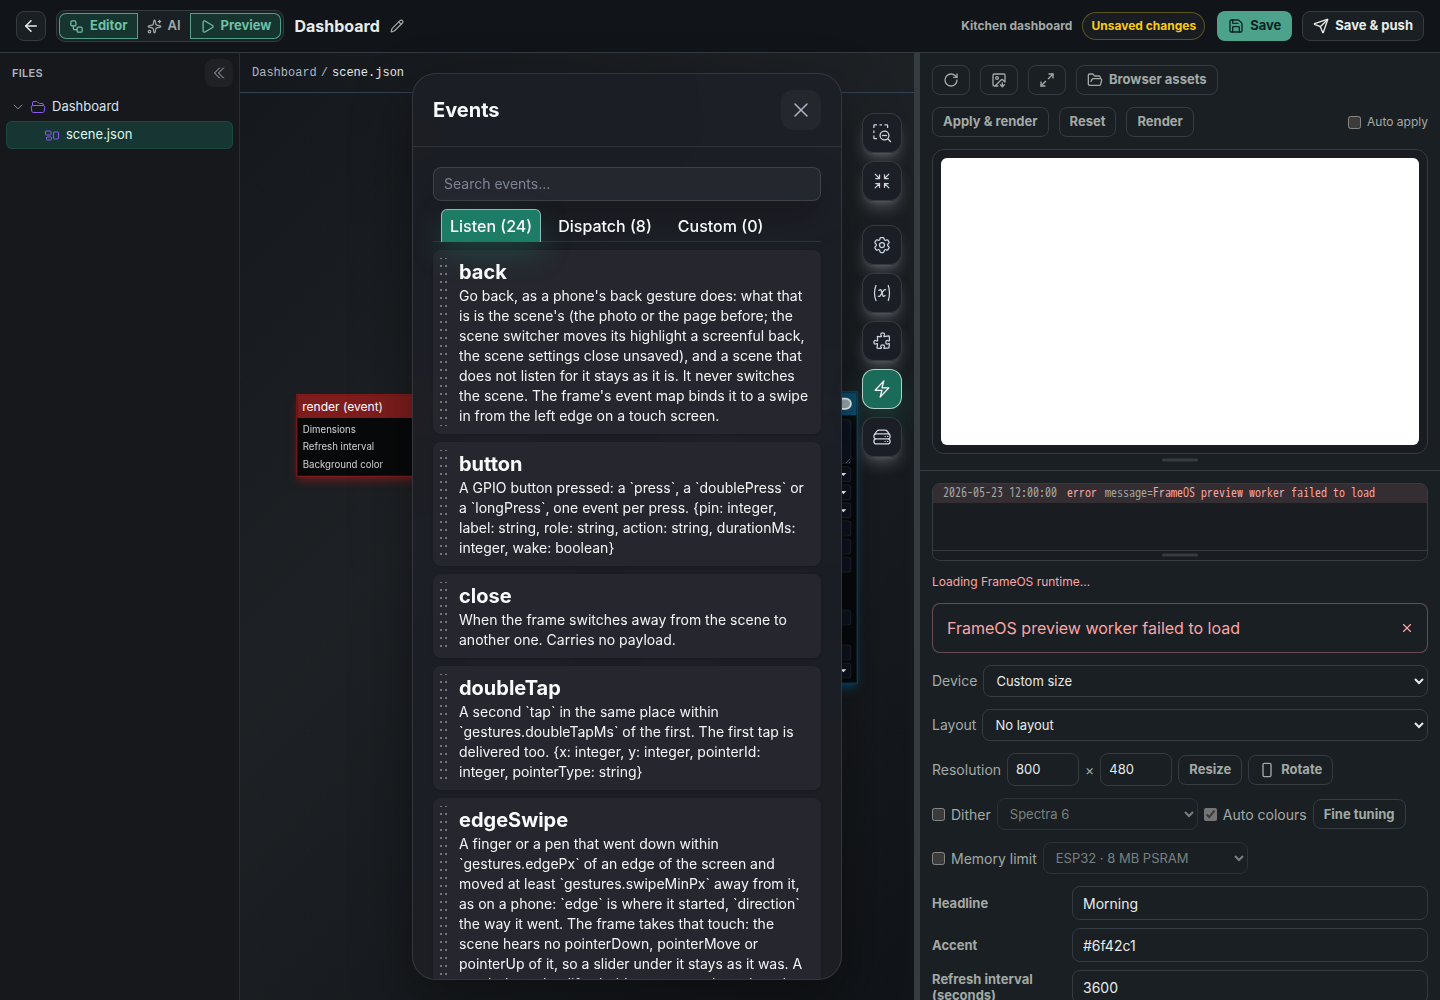 Editor
AI
Preview
Dashboard
Kitchen dashboard
Unsaved changes
Save
Save & push
FILES
Dashboard
scene.json
Dashboard / scene.json
render (event)
Dimensions
Refresh interval
Background color
Events
Search events...
Listen (24)
Dispatch (8)
Custom (0)
back
Go back, as a phone's back gesture does: what that
is is the scene's (the photo or the page before; the
scene switcher moves its highlight a screenful back,
the scene settings close unsaved), and a scene that
does not listen for it stays as it is. It never switches
the scene. The frame's event map binds it to a swipe
in from the left edge on a touch screen.
button
A GPIO button pressed: a `press`, a `doublePress` or
a `longPress`, one event per press. {pin: integer,
label: string, role: string, action: string, durationMs:
integer, wake: boolean}
close
When the frame switches away from the scene to
another one. Carries no payload.
doubleTap
A second `tap` in the same place within
`gestures.doubleTapMs` of the first. The first tap is
delivered too. {x: integer, y: integer, pointerId:
integer, pointerType: string}
edgeSwipe
A finger or a pen that went down within
`gestures.edgePx` of an edge of the screen and
moved at least `gestures.swipeMinPx` away from it,
as on a phone: `edge` is where it started, `direction`
the way it went. The frame takes that touch: the
scene hears no pointerDown, pointerMove or
pointerUp of it, so a slider under it stays as it was. A
(x)
Browser assets
Apply & render
Reset
Render
Auto apply
2026-05-23 12:00:00 error message=FrameOS preview worker failed to load
Loading FrameOS runtime...
FrameOS preview worker failed to load
×
Device
Custom size
Layout
No layout
Resolution
800
×
480
Resize
Rotate
Dither
Spectra 6
Auto colours
Fine tuning
Memory limit
ESP32 · 8 MB PSRAM
Headline
Morning
Accent
#6f42c1
Refresh interval
(seconds)
3600